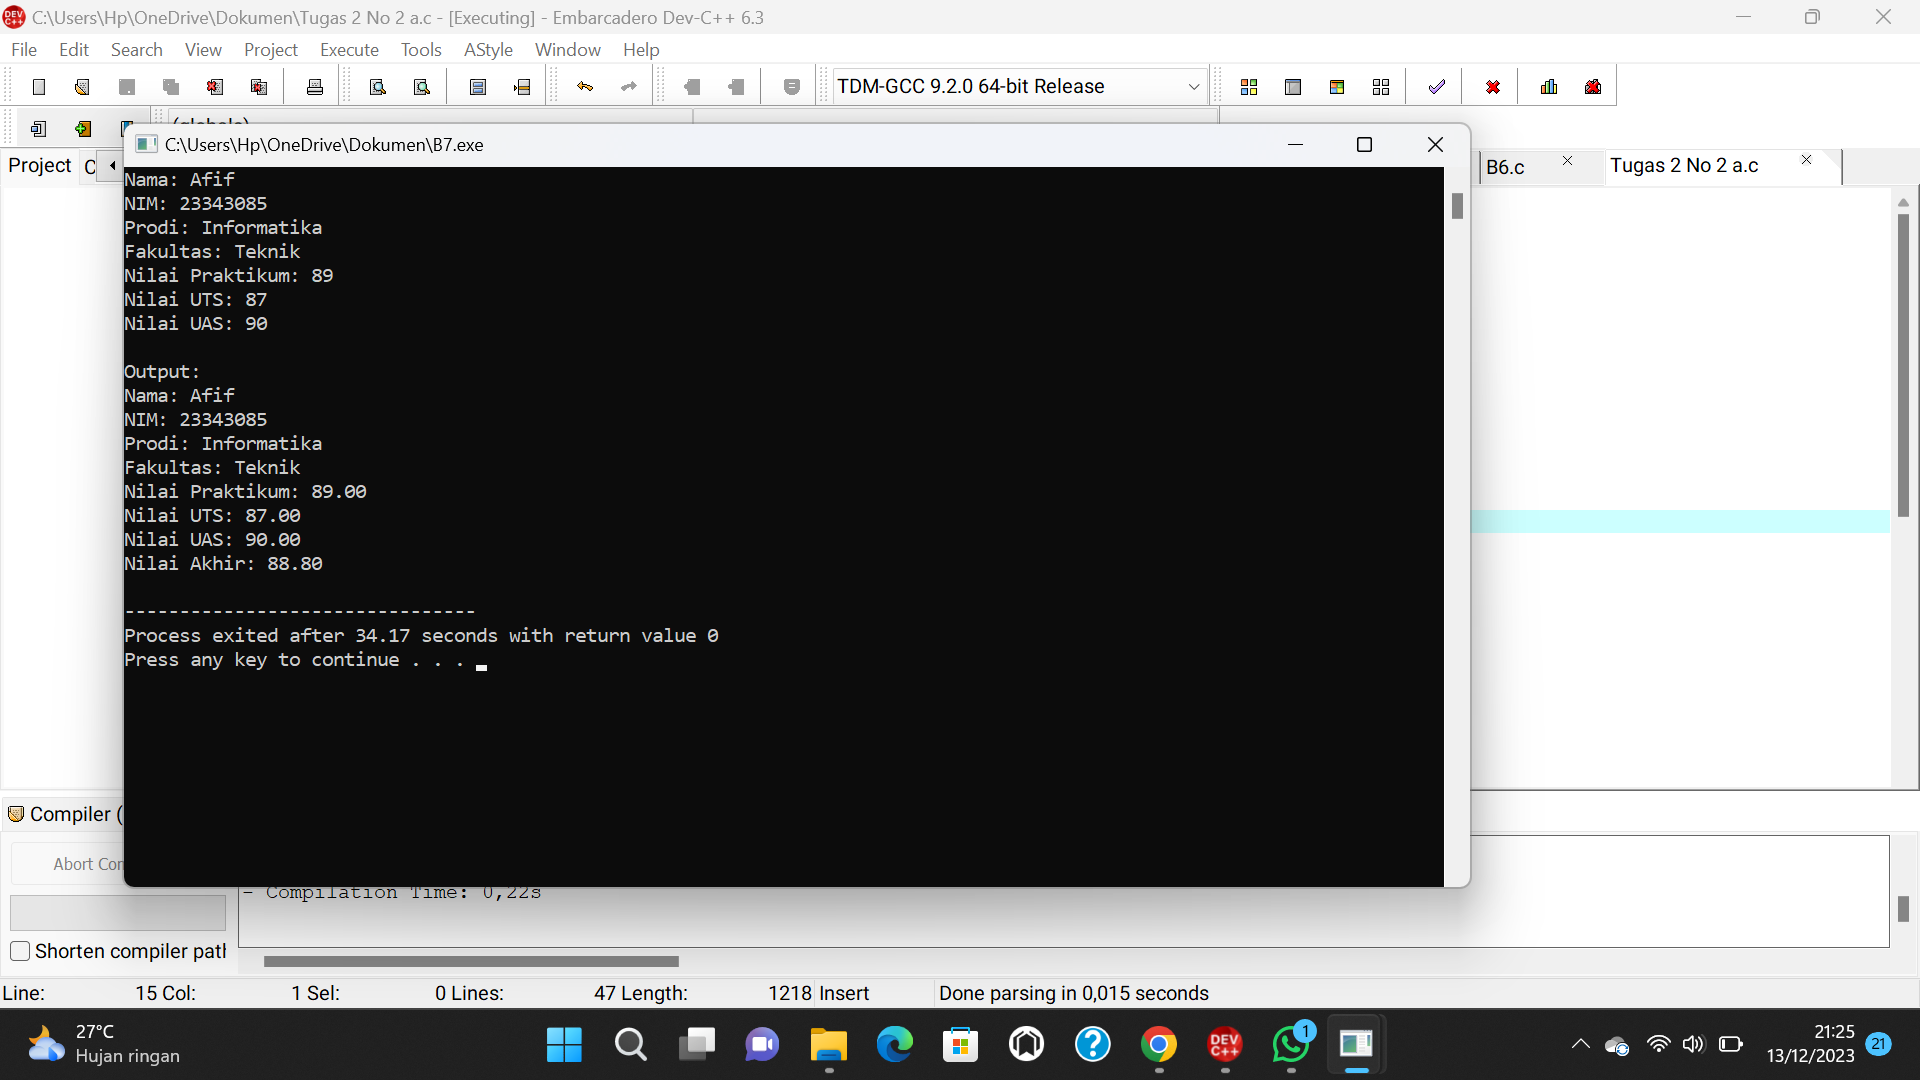 C:\Users\Hp\OneDrive\Dokumen\Tugas 2 No 2 a.c - [Executing] - Embarcadero Dev-C++ 6.3
File Edit Search View Project Execute Tools AStyle Window Help
TDM-GCC 9.2.0 64-bit Release
(globals)
Project
B6.c
Tugas 2 No 2 a.c
C:\Users\Hp\OneDrive\Dokumen\B7.exe
Nama: Afif
NIM: 23343085
Prodi: Informatika
Fakultas: Teknik
Nilai Praktikum: 89
Nilai UTS: 87
Nilai UAS: 90
Output:
Nama: Afif
NIM: 23343085
Prodi: Informatika
Fakultas: Teknik
Nilai Praktikum: 89.00
Nilai UTS: 87.00
Nilai UAS: 90.00
Nilai Akhir: 88.80
--------------------------------
Process exited after 34.17 seconds with return value 0
Press any key to continue . . .
Compiler (
Abort Com
- Compilation Time: 0,22s
Shorten compiler path
Line: 15 Col: 1 Sel: 0 Lines: 47 Length: 1218 Insert Done parsing in 0,015 seconds
27°C
Hujan ringan
DEV C++
1
21:25
13/12/2023
21